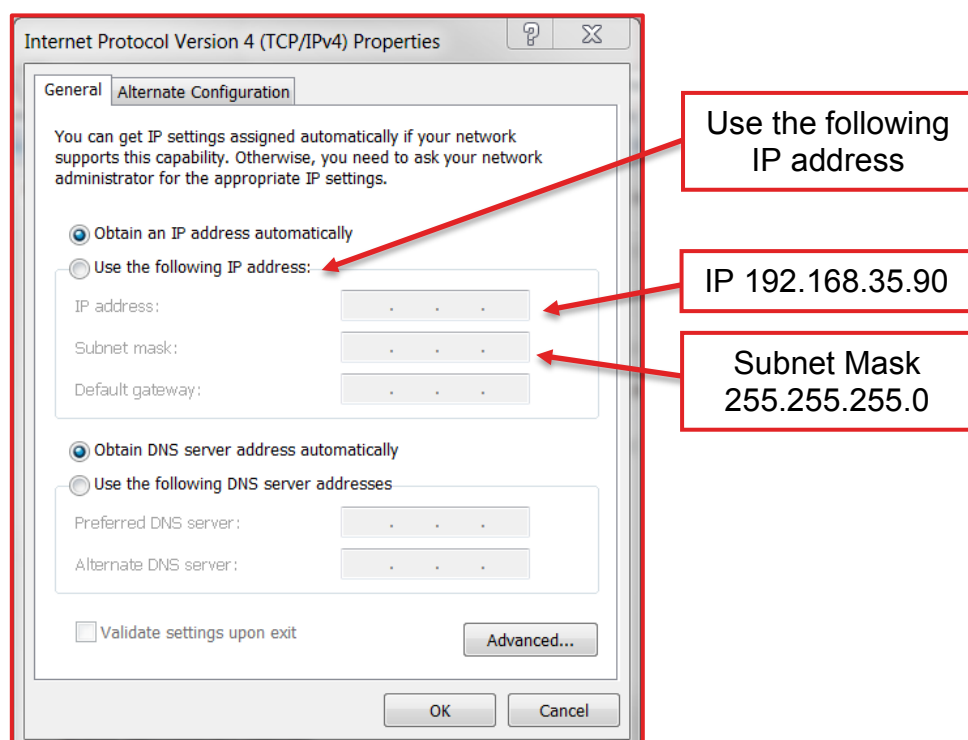 Internet Protocol Version 4 (TCP/IPv4) Properties
General
Alternate Configuration
You can get IP settings assigned automatically if your network
supports this capability. Otherwise, you need to ask your network
administrator for the appropriate IP settings.
Obtain an IP address automatically
Use the following IP address:
IP address:
Subnet mask:
Default gateway:
Obtain DNS server address automatically
Use the following DNS server addresses
Preferred DNS server:
Alternate DNS server:
Validate settings upon exit
Advanced...
OK
Cancel
Use the following
IP address
IP 192.168.35.90
Subnet Mask
255.255.255.0